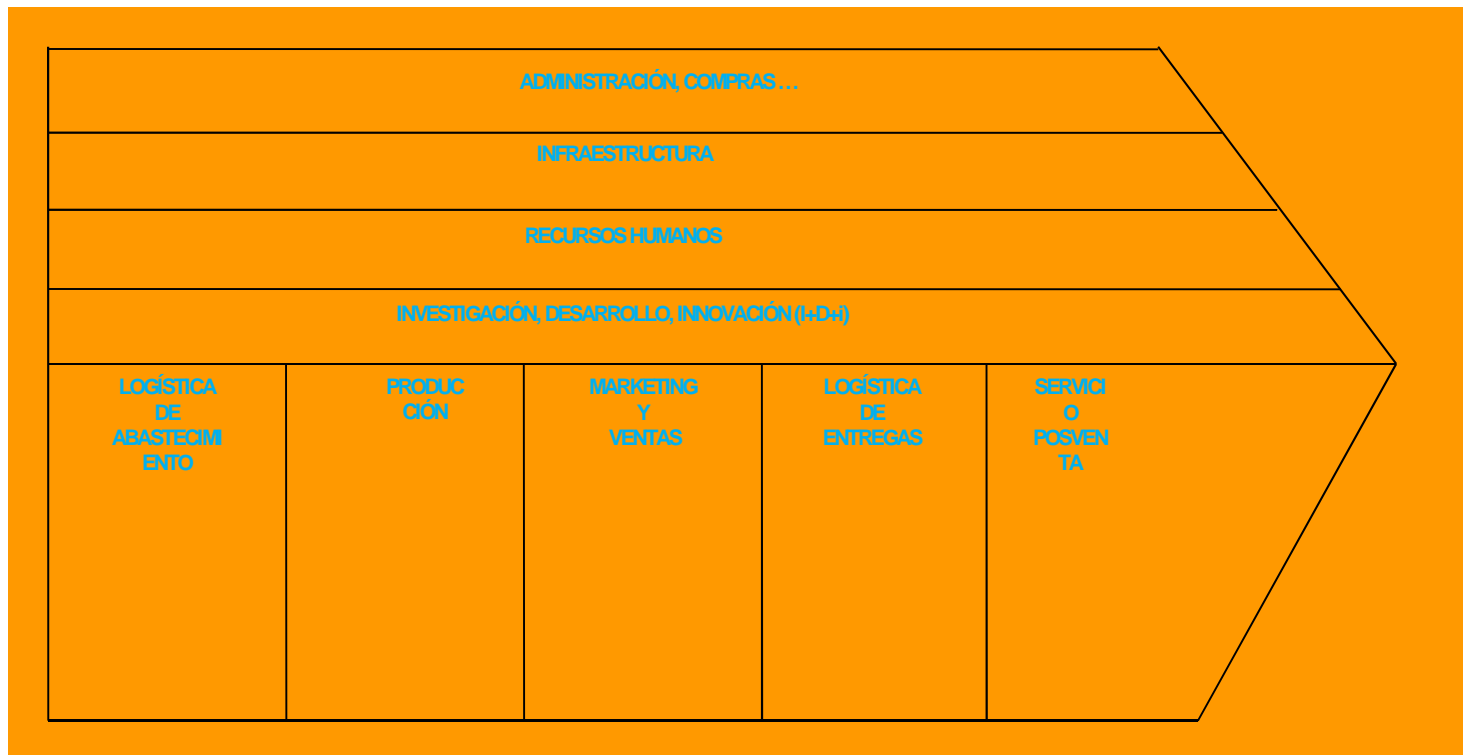 ADMINISTRACIÓN, COMPRAS …
INFRAESTRUCTURA
RECURSOS HUMANOS
INVESTIGACIÓN, DESARROLLO, INNOVACIÓN (I+D+i)
LOGÍSTICA
DE
ABASTECIMI
ENTO
PRODUC
CIÓN
MARKETING
Y
VENTAS
LOGÍSTICA
DE
ENTREGAS
SERVICI
O
POSVEN
TA